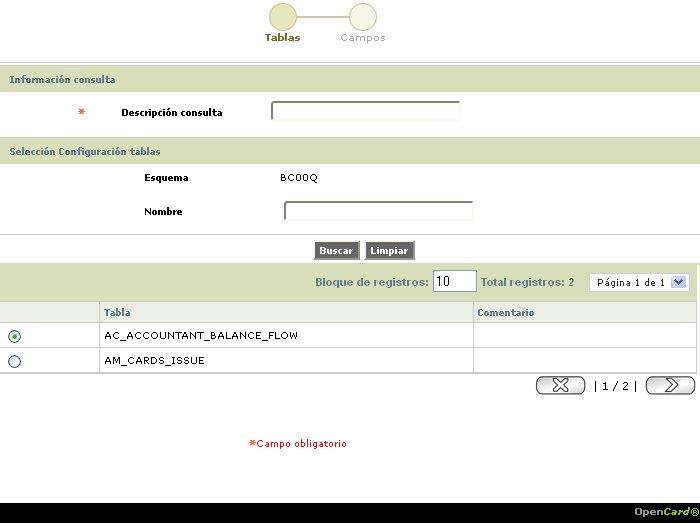 Tablas Campos
Información consulta
* Descripción consulta
Selección Configuración tablas
Esquema BC00Q
Nombre
Buscar Limpiar
Bloque de registros: 10 Total registros: 2 Página 1 de 1
Tabla Comentario
AC_ACCOUNTANT_BALANCE_FLOW
AM_CARDS_ISSUE
| 1 / 2 |
*Campo obligatorio
OpenCard®